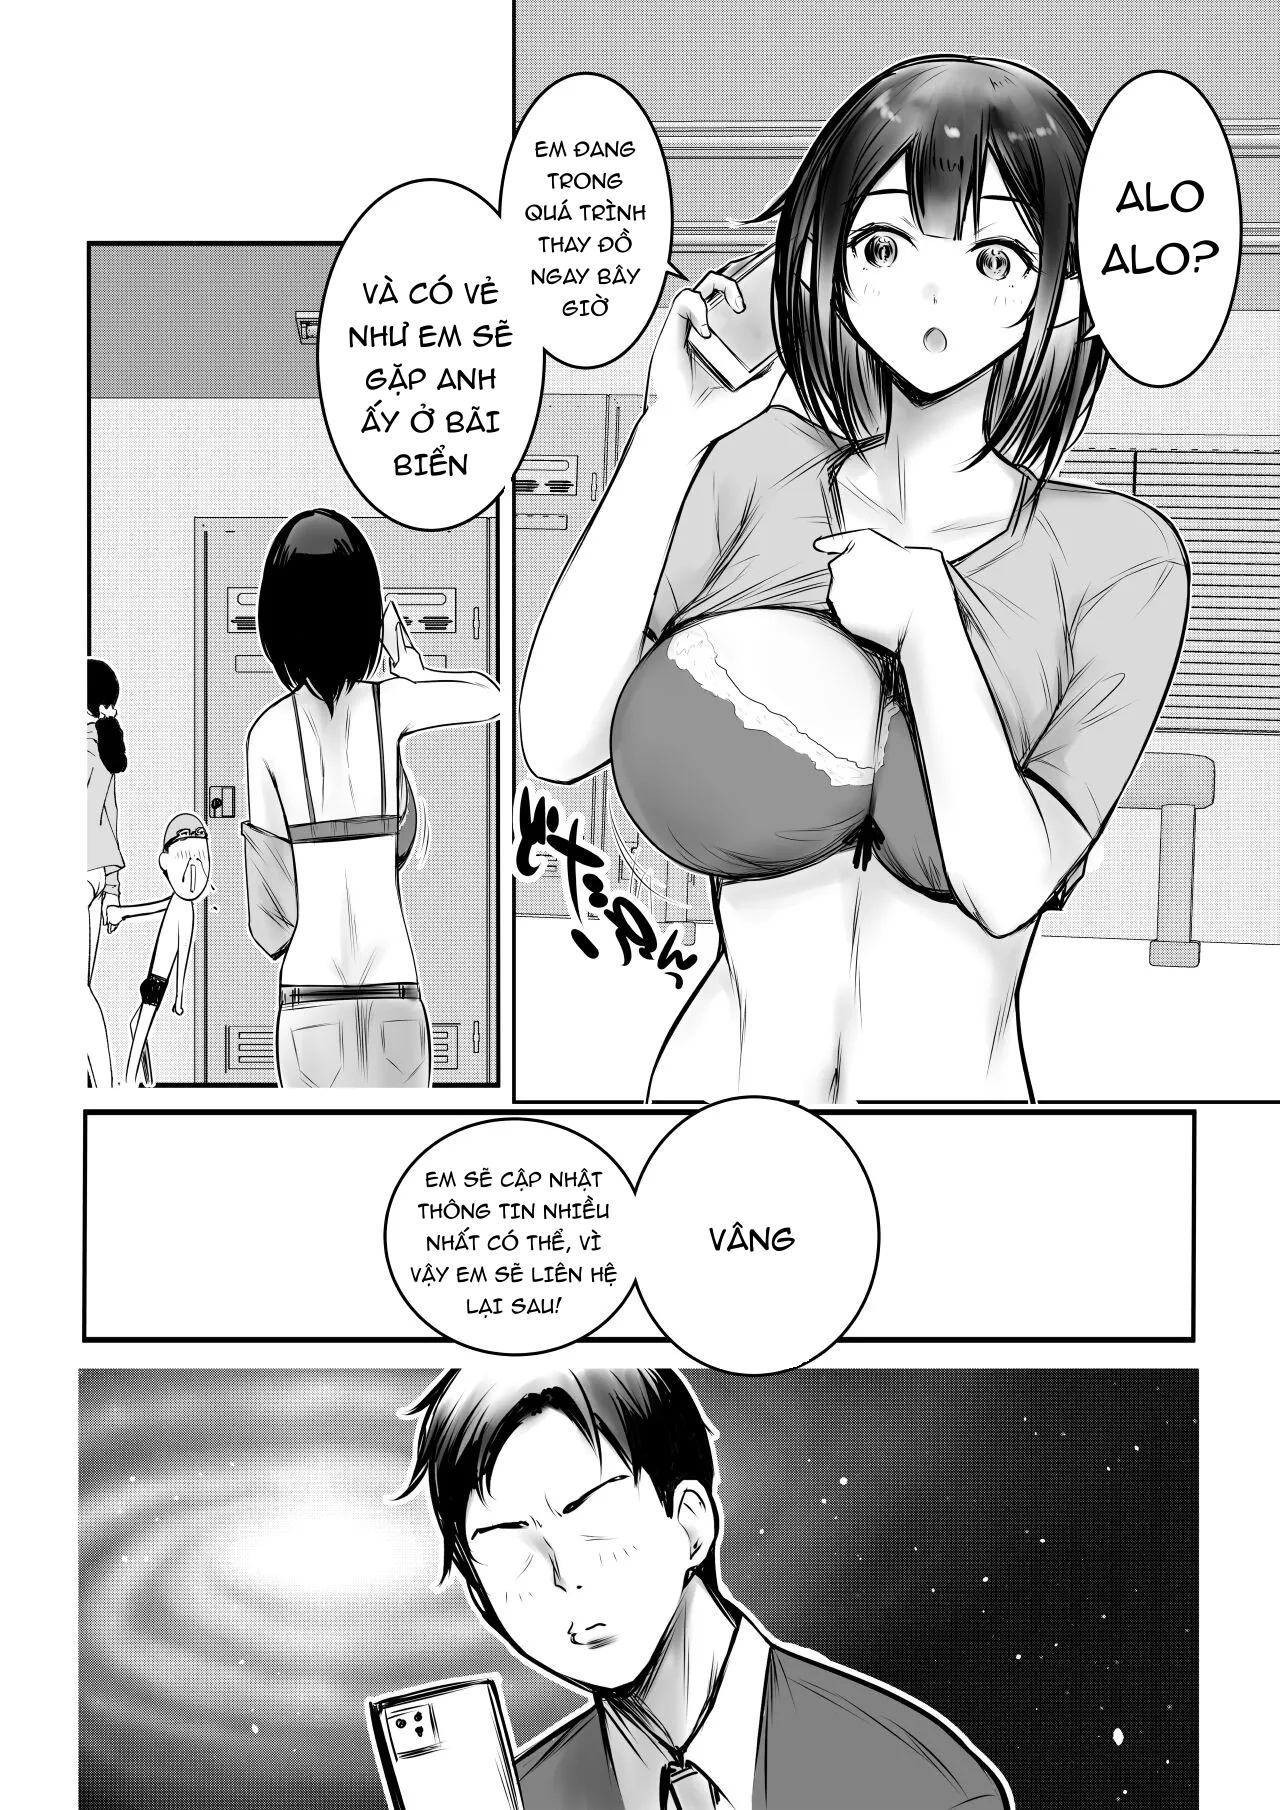 ALO
ALO?
EM ĐANG
TRONG
QUÁ TRÌNH
THAY ĐỒ
NGAY BÂY
GIỜ
VÀ CÓ VẺ
NHƯ EM SẼ
GẶP ANH
ẤY Ở BÃI
BIỂN
VÂNG
EM SẼ CẬP NHẬT
THÔNG TIN NHIỀU
NHẤT CÓ THỂ, VÌ
VẬY EM SẼ LIÊN HỆ
LẠI SAU!